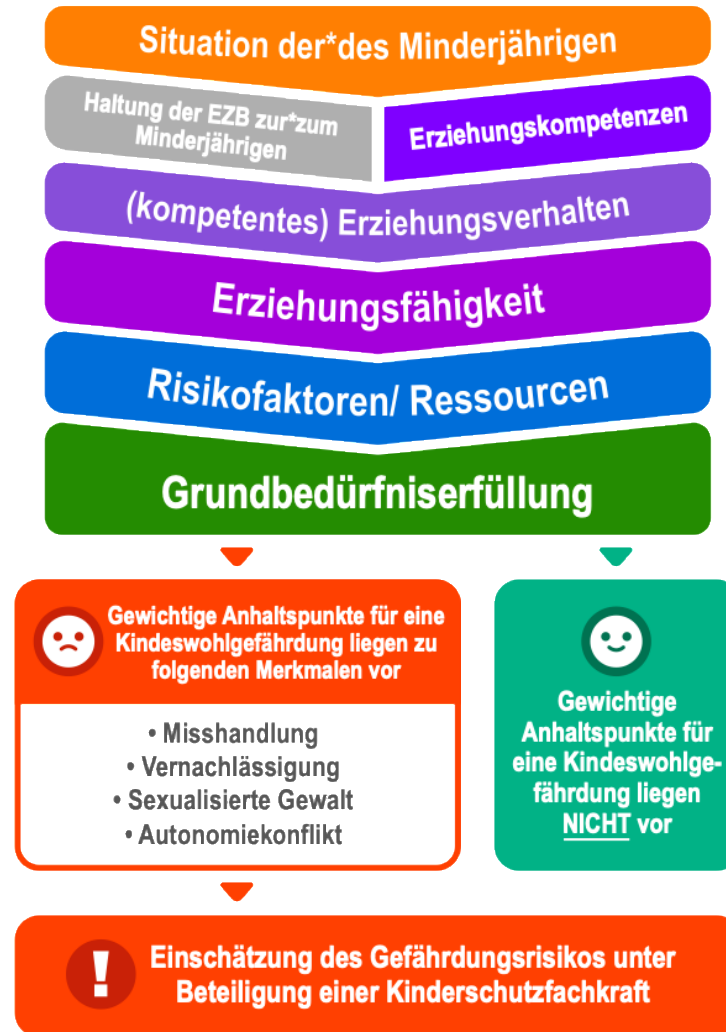 Situation der*des Minderjährigen
Haltung der EZB zur*zum
Minderjährigen
Erziehungskompetenzen
(kompetentes) Erziehungsverhalten
Erziehungsfähigkeit
Risikofaktoren/ Ressourcen
Grundbedürfniserfüllung
Gewichtige Anhaltspunkte für eine
Kindeswohlgefährdung liegen zu
folgenden Merkmalen vor
• Misshandlung
• Vernachlässigung
• Sexualisierte Gewalt
• Autonomiekonflikt
Gewichtige
Anhaltspunkte für
eine Kindeswohlge-
fährdung liegen
NICHT vor
! Einschätzung des Gefährdungsrisikos unter
Beteiligung einer Kinderschutzfachkraft